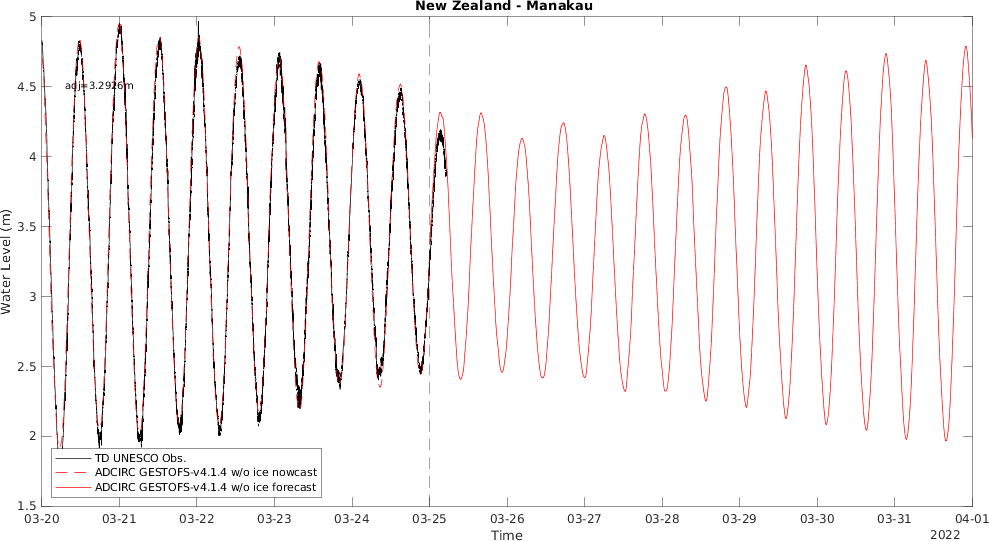 New Zealand - Manakau
5
4.5
4
3.5
3
2.5
2
1.5
Water Level (m)
adj=3.2926m
TD UNESCO Obs.
ADCIRC GESTOFS-v4.1.4 w/o ice nowcast
ADCIRC GESTOFS-v4.1.4 w/o ice forecast
03-20 03-21 03-22 03-23 03-24 03-25 03-26 03-27 03-28 03-29 03-30 03-31 04-01
Time
2022